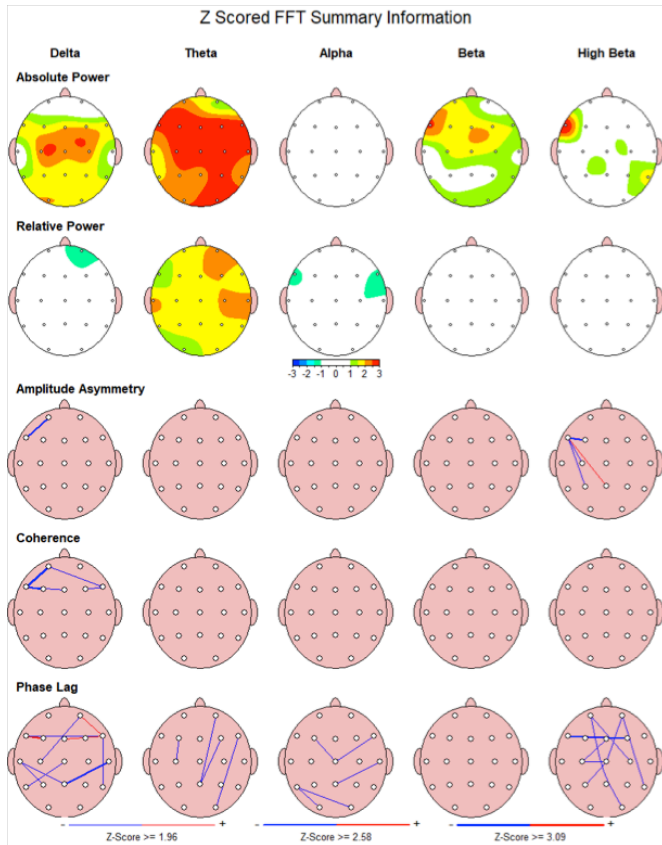 Z Scored FFT Summary Information
Delta Theta Alpha Beta High Beta
Absolute Power
Relative Power
-3 -2 -1 0 1 2 3
Amplitude Asymmetry
Coherence
Phase Lag
- + - + - +
Z-Score >= 1.96 Z-Score >= 2.58 Z-Score >= 3.09